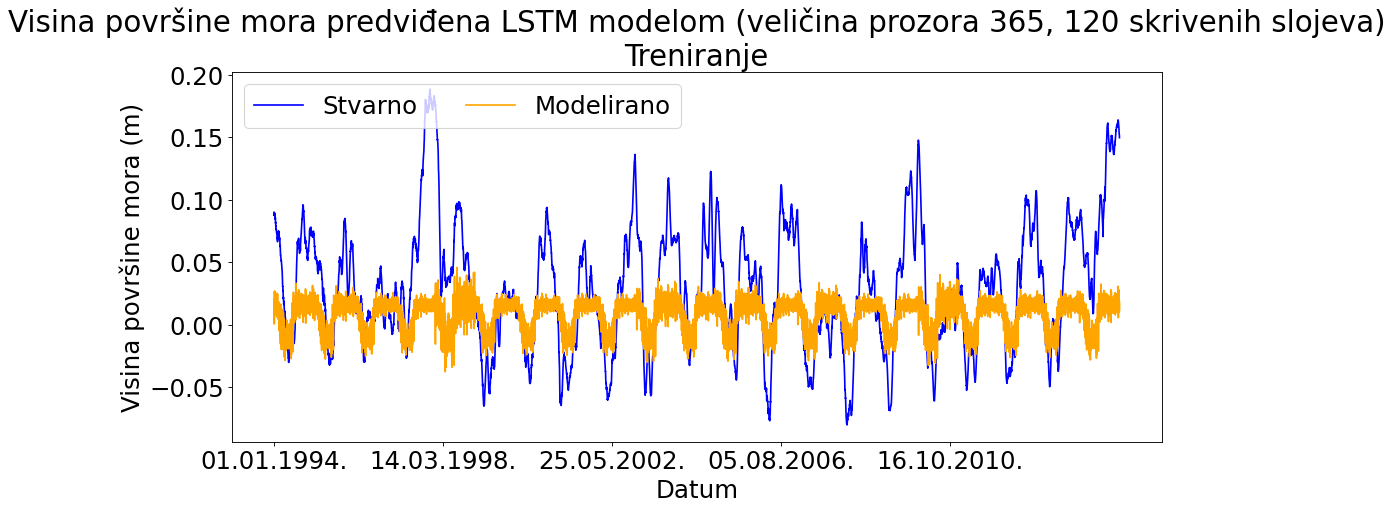 Visina površine mora predviđena LSTM modelom (veličina prozora 365, 120 skrivenih slojeva)
Treniranje
Stvarno Modelirano
Visina površine mora (m)
0.20
0.15
0.10
0.05
0.00
−0.05
01.01.1994. 14.03.1998. 25.05.2002. 05.08.2006. 16.10.2010.
Datum